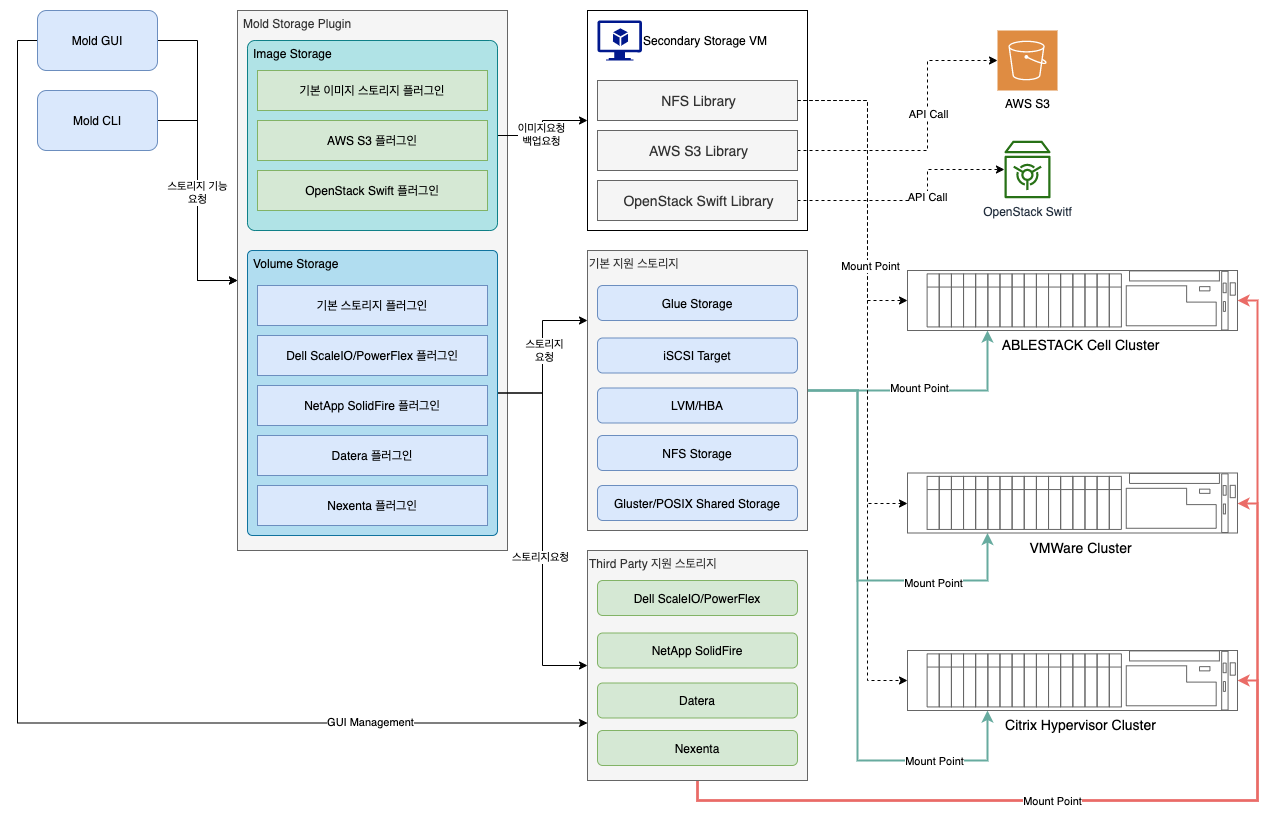 Mold GUI
Mold CLI
스토리지 기능
요청
Mold Storage Plugin
Image Storage
기본 이미지 스토리지 플러그인
AWS S3 플러그인
OpenStack Swift 플러그인
Volume Storage
기본 스토리지 플러그인
Dell ScaleIO/PowerFlex 플러그인
NetApp SolidFire 플러그인
Datera 플러그인
Nexenta 플러그인
이미지요청
백업요청
스토리지
요청
스토리지요청
GUI Management
Secondary Storage VM
NFS Library
AWS S3 Library
OpenStack Swift Library
기본 지원 스토리지
Glue Storage
iSCSI Target
LVM/HBA
NFS Storage
Gluster/POSIX Shared Storage
Third Party 지원 스토리지
Dell ScaleIO/PowerFlex
NetApp SolidFire
Datera
Nexenta
API Call
AWS S3
API Call
OpenStack Switf
Mount Point
ABLESTACK Cell Cluster
Mount Point
VMWare Cluster
Mount Point
Citrix Hypervisor Cluster
Mount Point
Mount Point